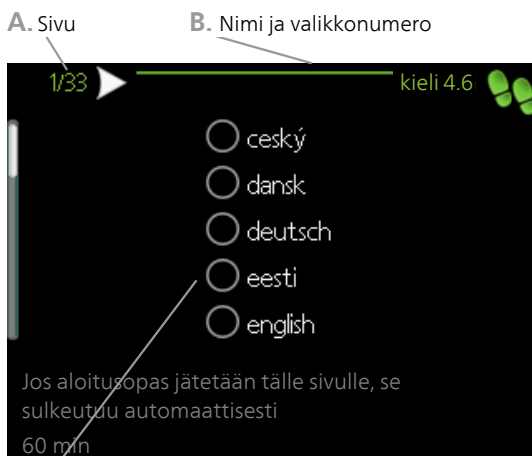 A. Sivu
B. Nimi ja valikkonumero
1/33
kieli 4.6
ceský
dansk
deutsch
eesti
english
Jos aloitusopas jätetään tälle sivulle, se
sulkeutuu automaattisesti
60 min